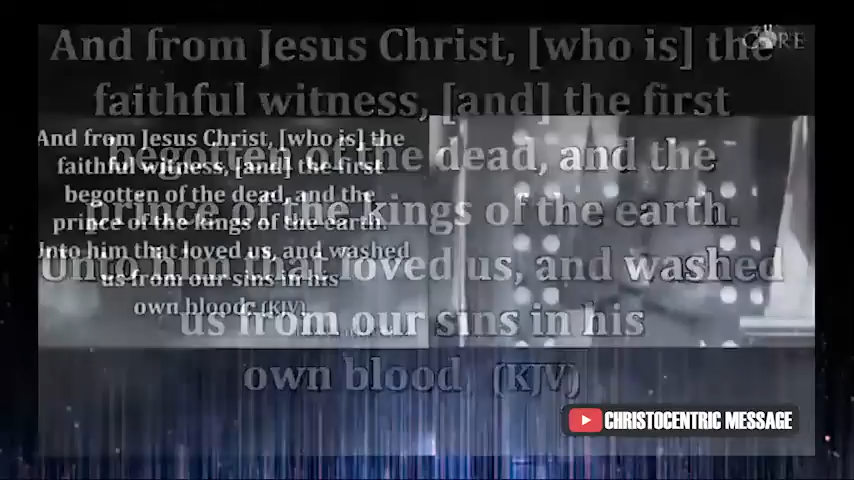 And from Jesus Christ, [who is] the
faithful witness, [and] the first
begotten of the dead, and the
prince of the kings of the earth.
Unto him that loved us, and washed
us from our sins in his
own blood (KJV)
And from Jesus Christ, [who is] the
faithful witness, [and] the first
begotten of the dead, and the
prince of the kings of the earth.
Unto him that loved us, and washed
us from our sins in his
own blood (KJV)
CHRISTOCENTRIC MESSAGE